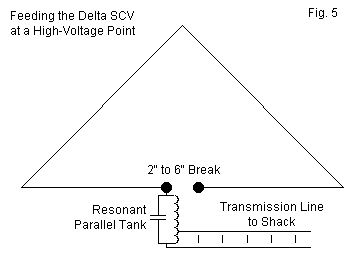 Feeding the Delta SCV
at a High-Voltage Point
Fig. 5
2" to 6" Break
Resonant
Parallel Tank
Transmission Line
to Shack